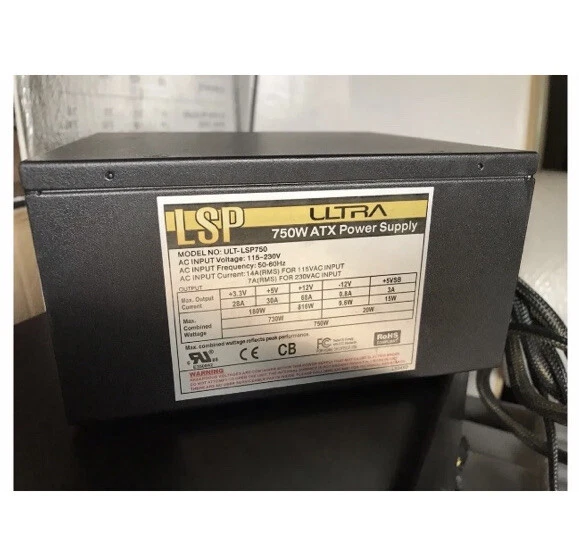 LSP
ULTRA
750W ATX Power Supply
MODEL NO: ULT-LSP750
AC INPUT Voltage: 115~230V
AC INPUT Frequency: 50-60Hz
AC INPUT Current: 14A(RMS) FOR 115VAC INPUT
7A(RMS) FOR 230VAC INPUT
OUTPUT +3.3V +5V +12V -12V +5VSB
Max. Output Current 28A 30A 0.8A 3A
Max. Combined Wattage 180W 816W 9.6W 15W
730W 20W
750W
Max. combined wattage reflects peak performance.
CE CB FC RoHS
WARNING